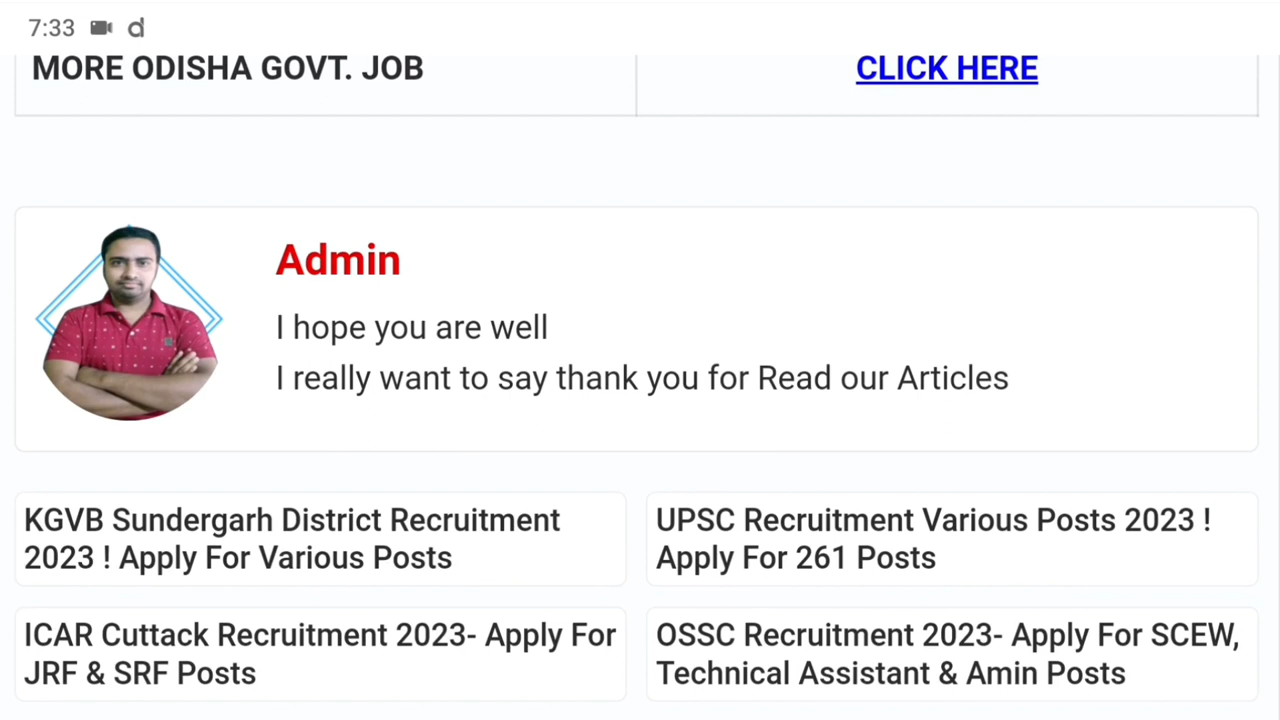 7:33
MORE ODISHA GOVT. JOB
CLICK HERE
Admin
I hope you are well
I really want to say thank you for Read our Articles
KGVB Sundergarh District Recruitment
2023 ! Apply For Various Posts
UPSC Recruitment Various Posts 2023 !
Apply For 261 Posts
ICAR Cuttack Recruitment 2023- Apply For
JRF & SRF Posts
OSSC Recruitment 2023- Apply For SCEW,
Technical Assistant & Amin Posts